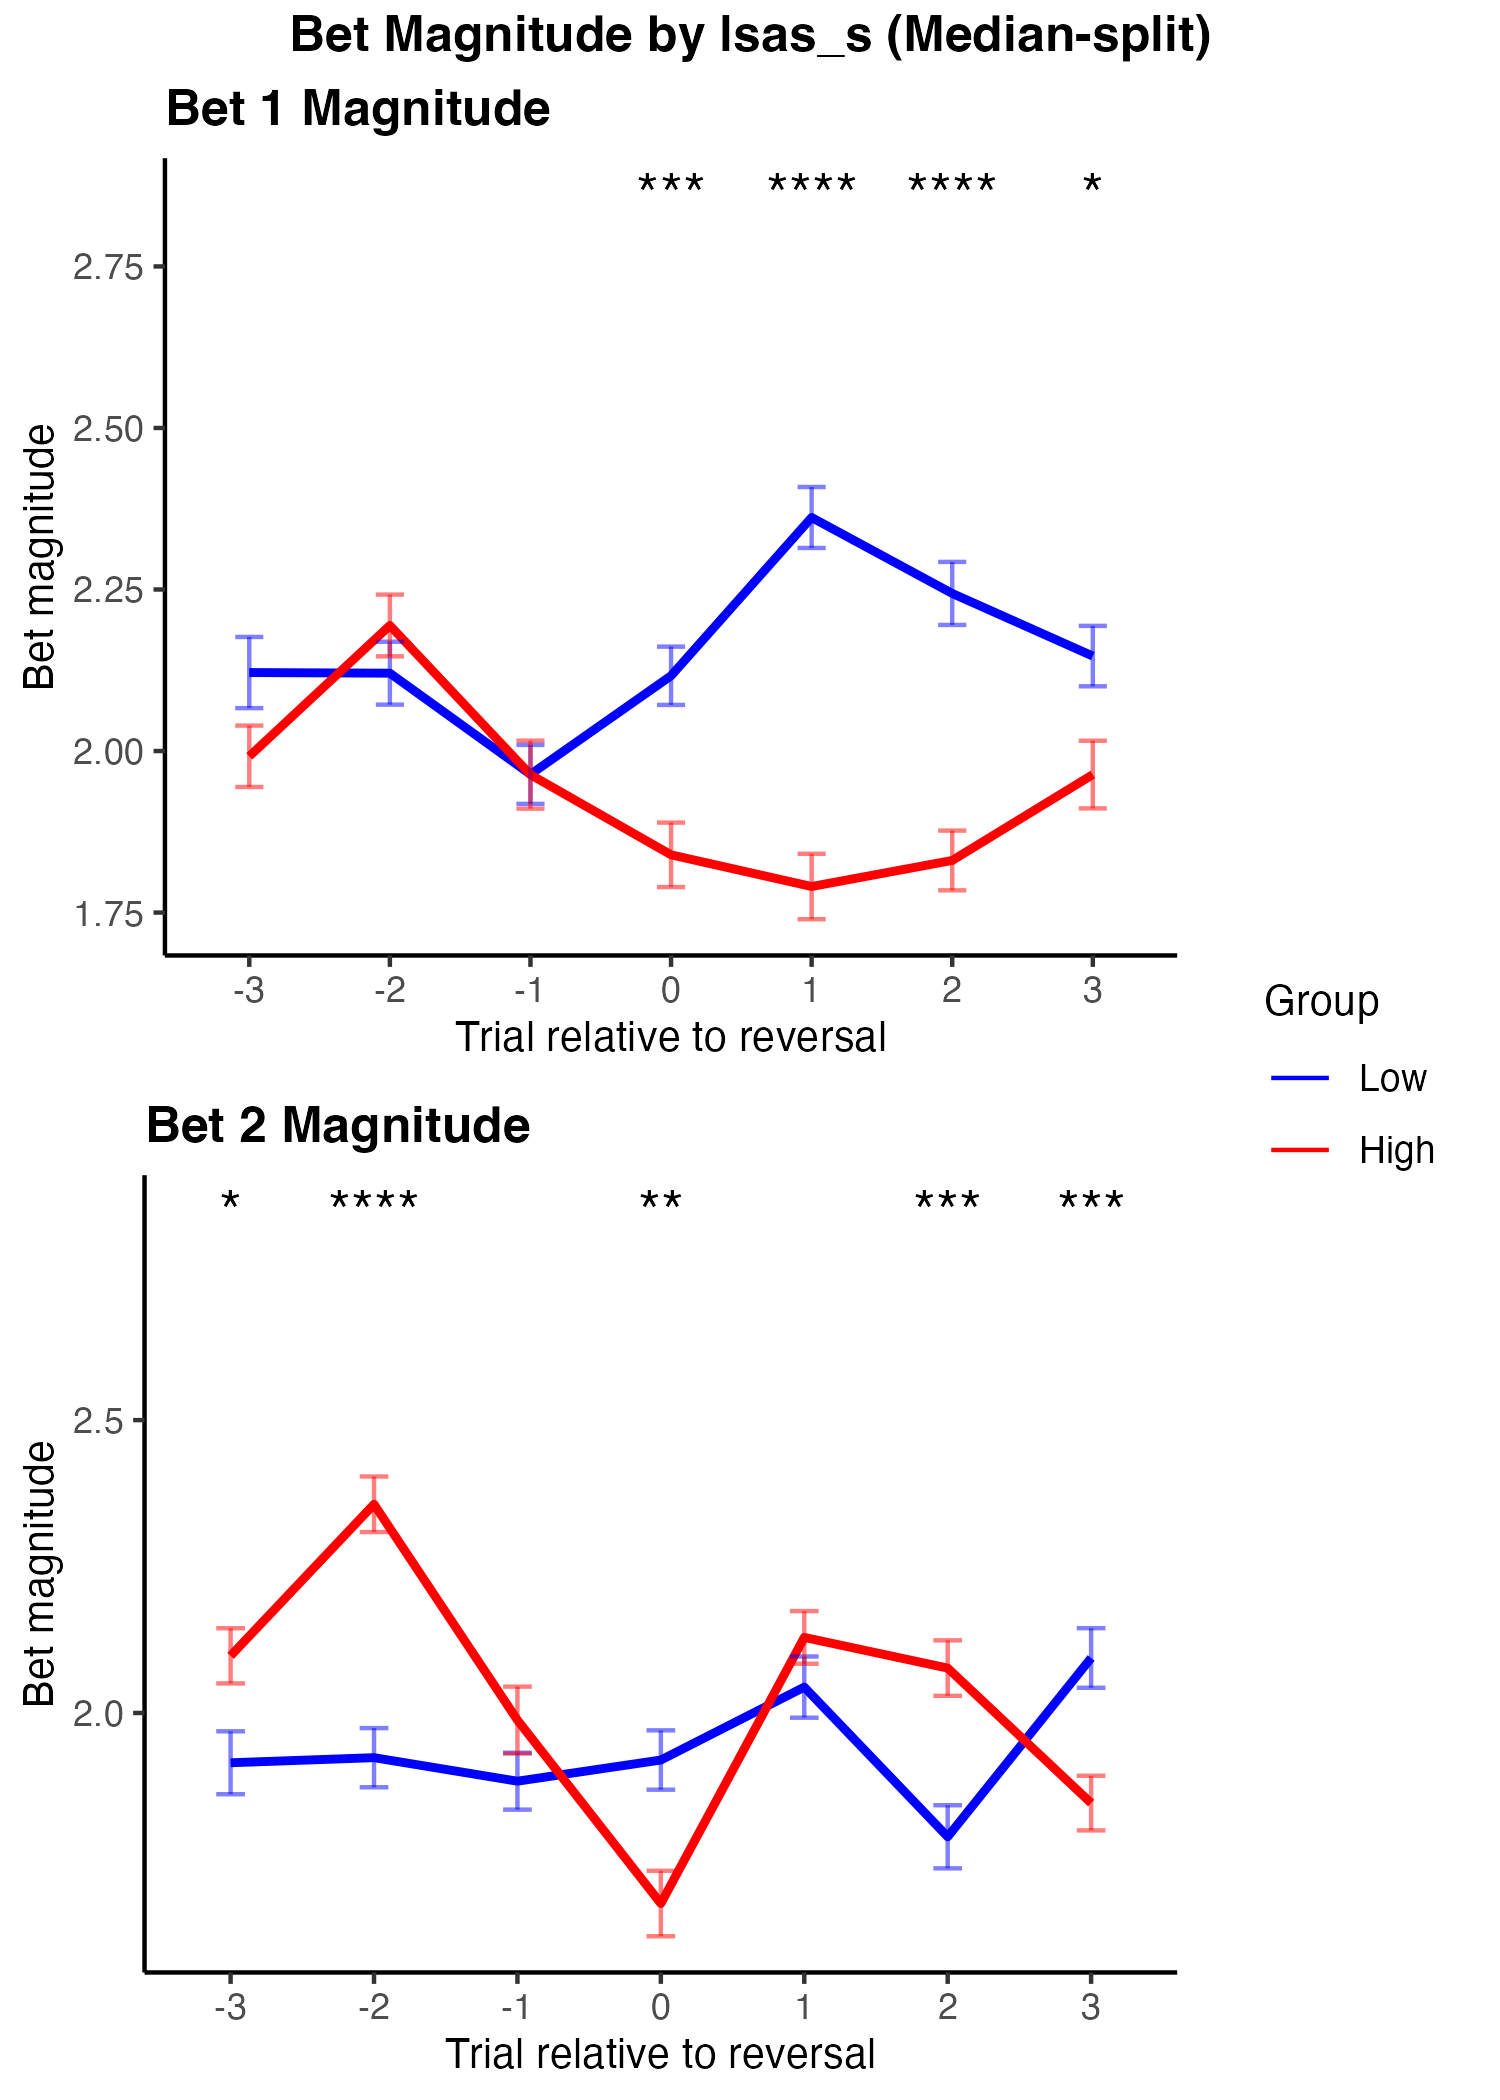 Bet Magnitude by lsas_s (Median-split)
Bet 1 Magnitude
*** **** **** *
2.75
2.50
2.25
2.00
1.75
Bet magnitude
-3 -2 -1 0 1 2 3
Trial relative to reversal
Group
Low
High
Bet 2 Magnitude
* **** ** *** ***
2.5
2.0
Bet magnitude
-3 -2 -1 0 1 2 3
Trial relative to reversal